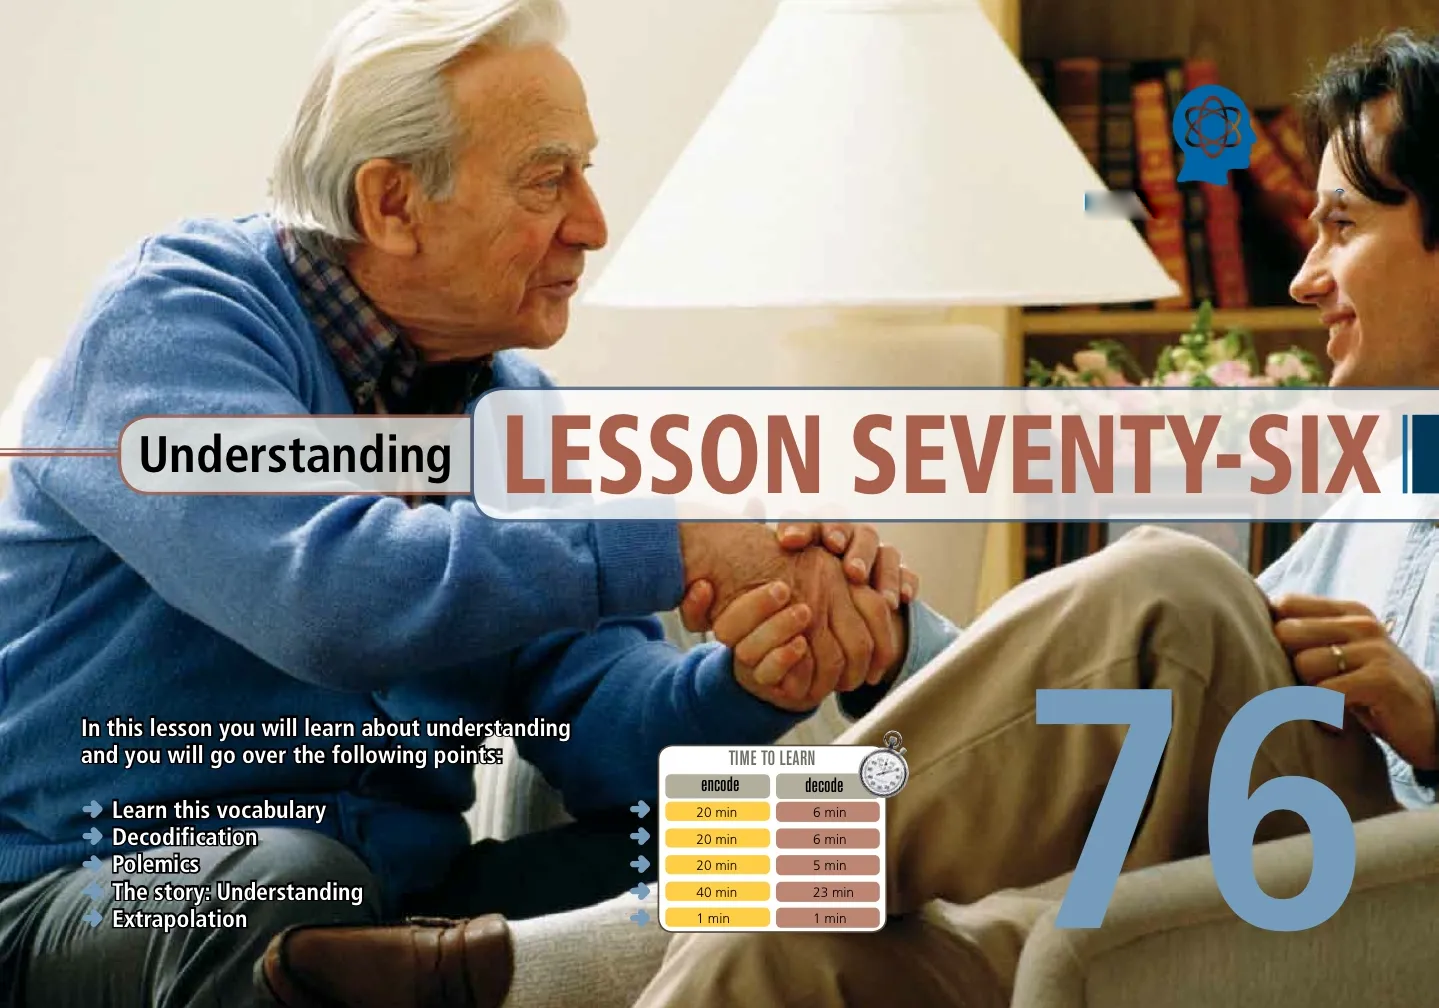 Understanding
LESSON SEVENTY-SIX
In this lesson you will learn about understanding
and you will go over the following points:
Learn this vocabulary
Decodification
Polemics
The story: Understanding
Extrapolation
TIME TO LEARN
encode decode
20 min 6 min
20 min 6 min
20 min 5 min
40 min 23 min
1 min 1 min
76